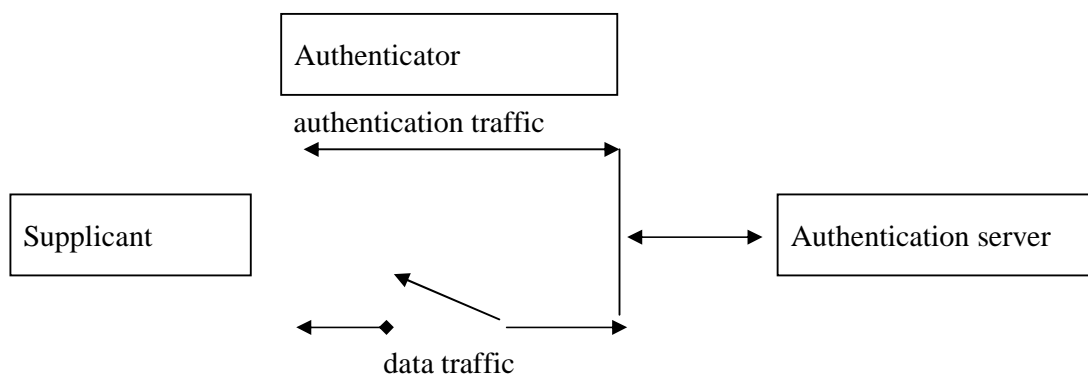 Authenticator
authentication traffic
Supplicant
Authentication server
data traffic